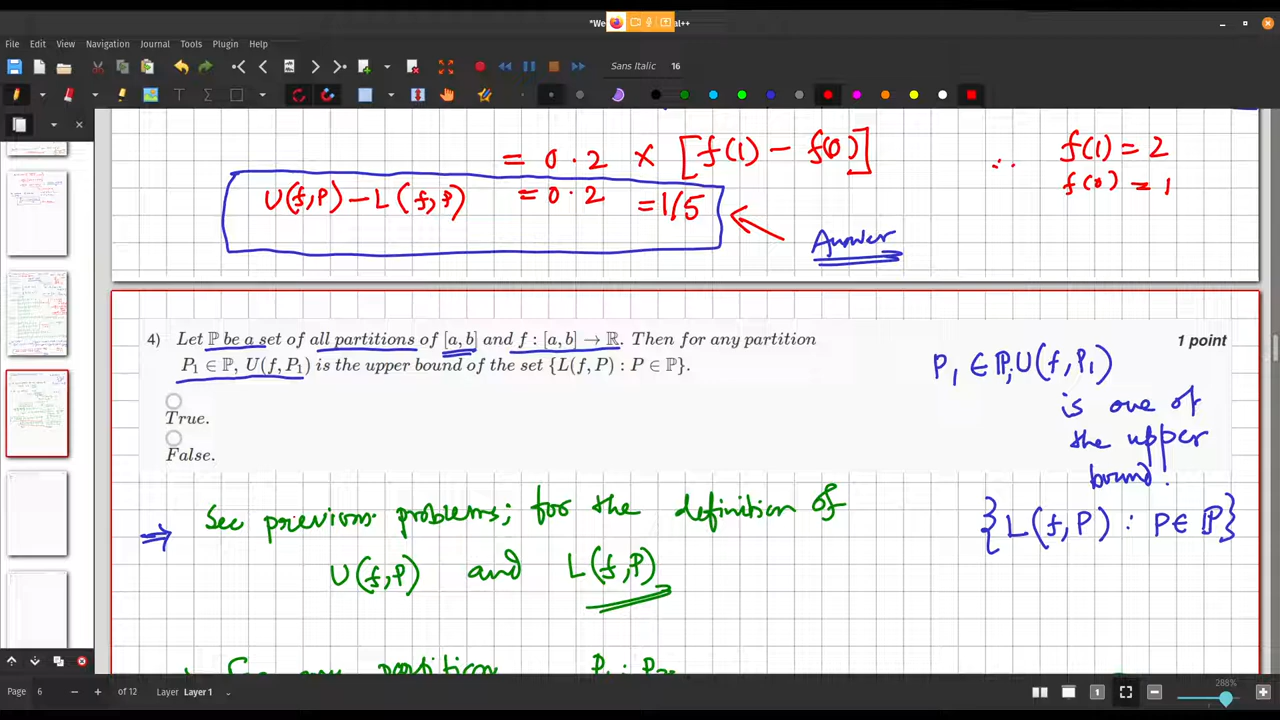 File Edit View Navigation Journal Tools Plugin Help
Sans Italic 16
= 0.2 × [f(1) − f(0)]
∴ f(1) = 2
f(0) = 1
U(f,P) − L(f,P) = 0.2 = 1/5
Answer
4) Let ℙ be a set of all partitions of [a, b] and f : [a, b] → ℝ. Then for any partition
P₁ ∈ ℙ, U(f, P₁) is the upper bound of the set {L(f, P) : P ∈ ℙ}.
1 point
True.
False.
P₁ ∈ ℙ, U(f, P₁)
is one of
the upper
bound.
{L(f,P) : P ∈ ℙ}
⇒ See previous problems; for the definition of
U(f,P) and L(f,P)
Page 6 of 12 Layer Layer 1
288%